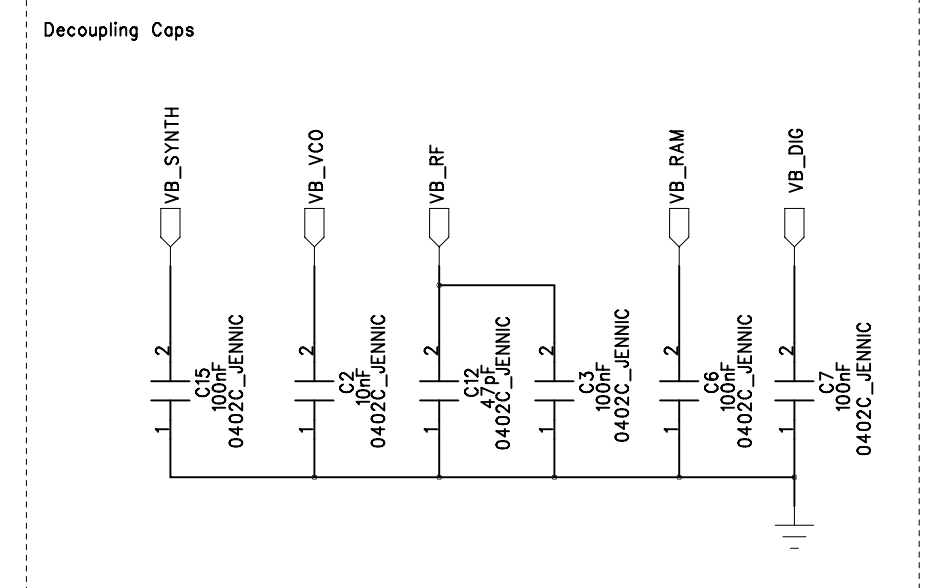 Decoupling Caps
VB_SYNTH
VB_VCO
VB_RF
VB_RAM
VB_DIG
2
1
C15
100nF
0402C_JENNIC
2
1
C2
10nF
0402C_JENNIC
2
1
C12
47pF
0402C_JENNIC
2
1
C3
100nF
0402C_JENNIC
2
1
C6
100nF
0402C_JENNIC
2
1
C7
100nF
0402C_JENNIC